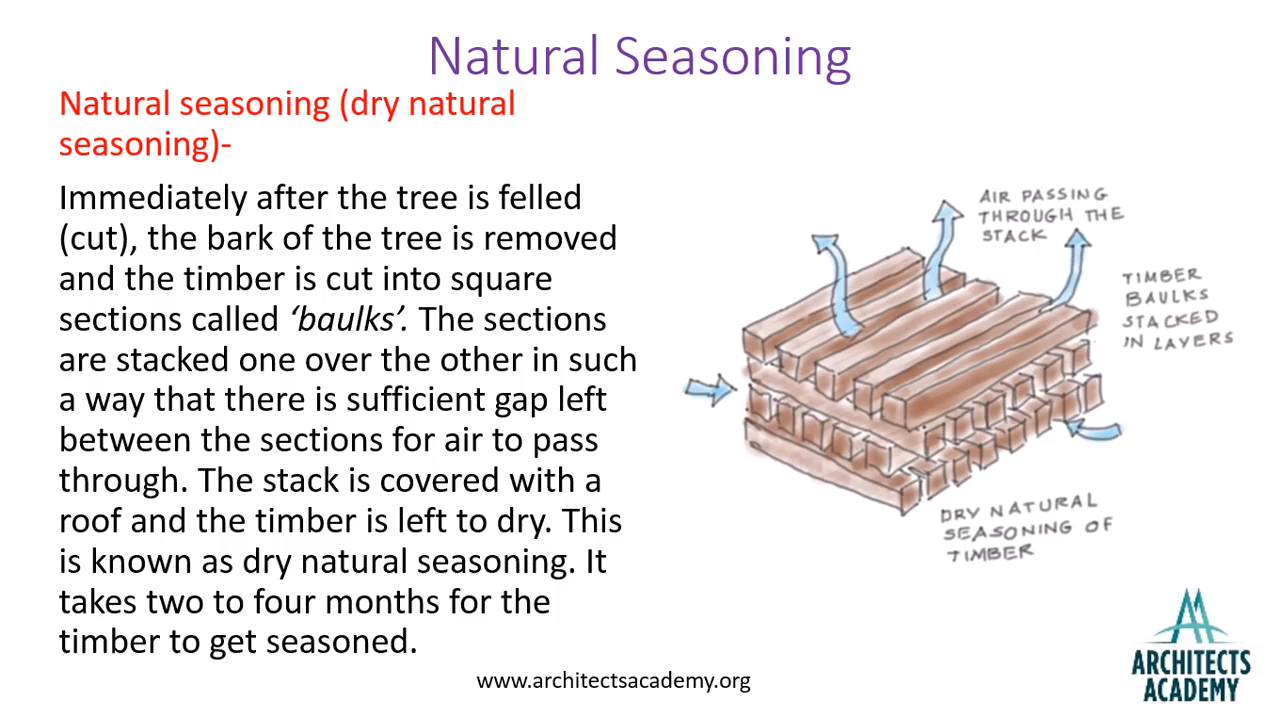 Natural Seasoning
Natural seasoning (dry natural
seasoning)-
Immediately after the tree is felled
(cut), the bark of the tree is removed
and the timber is cut into square
sections called ‘baulks’. The sections
are stacked one over the other in such
a way that there is sufficient gap left
between the sections for air to pass
through. The stack is covered with a
roof and the timber is left to dry. This
is known as dry natural seasoning. It
takes two to four months for the
timber to get seasoned.
AIR PASSING
THROUGH THE
STACK
TIMBER
BAULKS
STACKED
IN LAYERS
DRY NATURAL
SEASONING OF
TIMBER
www.architectsacademy.org
ARCHITECTS
ACADEMY